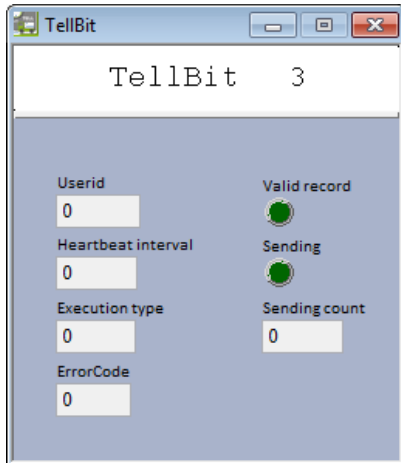 TellBit
TellBit 3
Userid
0
Valid record
Heartbeat interval
0
Sending
Execution type
0
Sending count
0
ErrorCode
0